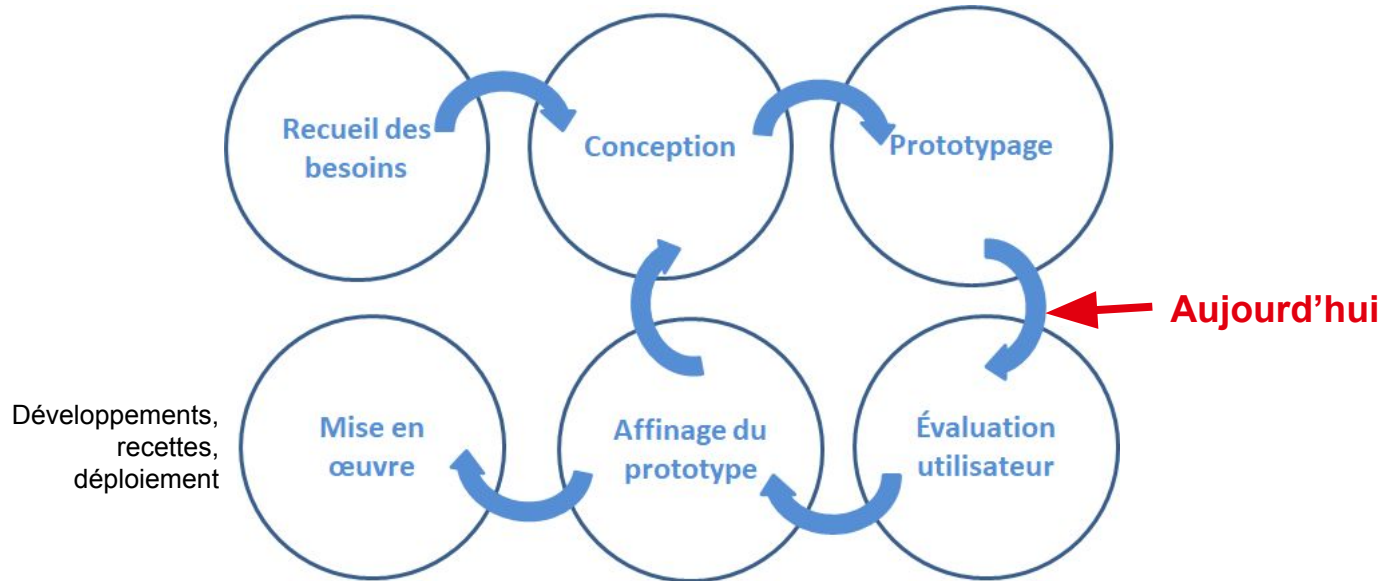 Recueil des
besoins
Conception
Prototypage
Aujourd’hui
Développements,
recettes,
déploiement
Mise en
œuvre
Affinage du
prototype
Évaluation
utilisateur